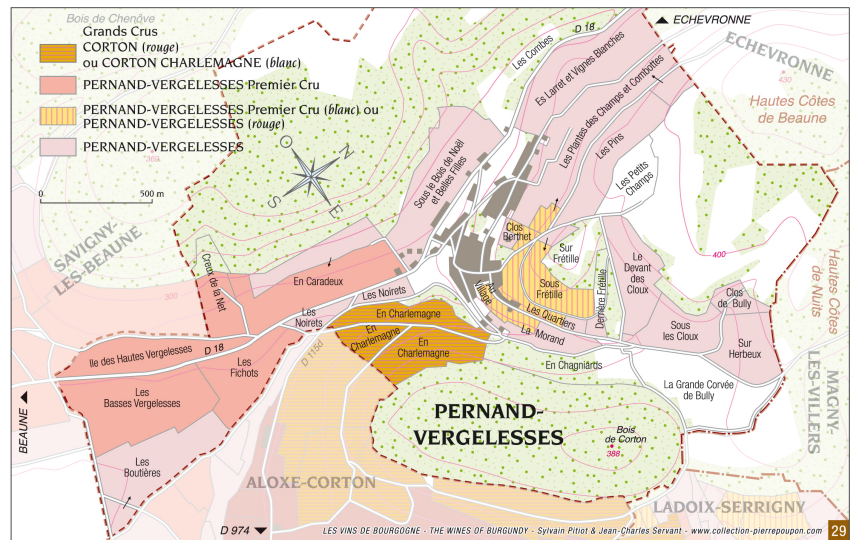 Bois de Chenôve
Grands Crus
CORTON (rouge)
ou CORTON CHARLEMAGNE (blanc)
PERNAND-VERGELESSES Premier Cru
PERNAND-VERGELESSES Premier Cru (blanc) ou
PERNAND-VERGELESSES (rouge)
PERNAND-VERGELESSES
369
0
500 m
N
S
E
O
D 18
ECHEVRONNE
ECHEVRONNE
430
Hautes Côtes
de Beaune
Les Combes
Es Larret et Vignes Blanches
Les Plantes des Champs et Combottes
Les Pins
Les Petits
Champs
Sous le Bois de Noël
et Belles Filles
Clos
Berthet
Sur
Frétille
Sous
Frétille
Derrière Frétille
Le
Devant
des
Cloux
400
Hautes Côtes
de Nuits
Clos
de Bully
SAVIGNY-
LES-BEAUNE
300
Creux de la Net
En Caradeux
Les Noirets
Les
Noirets
Au
Village
Les Quartiers
La Morand
Sous
les Cloux
Sur
Herbeux
En Charlemagne
En
Charlemagne
En
Charlemagne
Ile des Hautes Vergelesses
D 18
D 115d
Les
Fichots
En Chagniards
La Grande Corvée
de Bully
MAGNY-
LES-VILLERS
Les
Basses Vergelesses
BEAUNE
PERNAND-
VERGELESSES
Bois
de Corton
388
Les
Boutières
ALOXE-CORTON
LADOIX-SERRIGNY
D 974
LES VINS DE BOURGOGNE - THE WINES OF BURGUNDY - Sylvain Pitiot & Jean-Charles Servant - www.collection-pierrepoupon.com
29